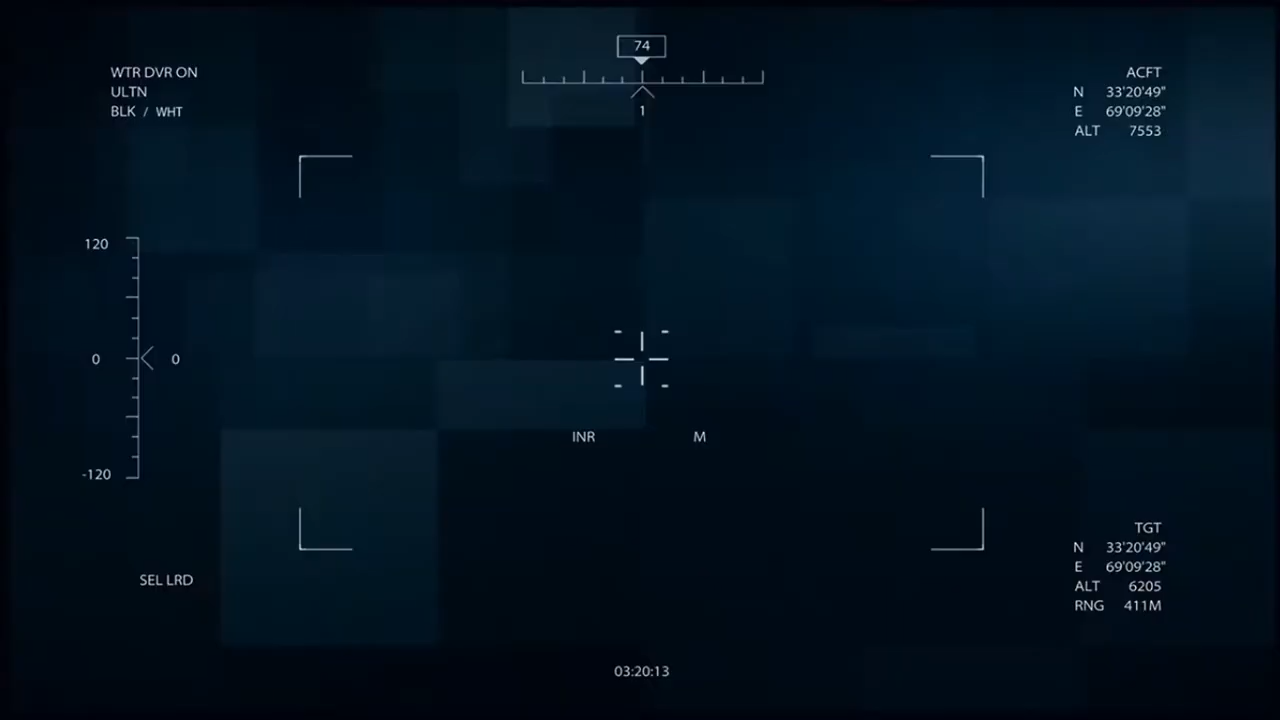 74
1
WTR DVR ON
ULTN
BLK / WHT
ACFT
N 33'20'49"
E 69'09'28"
ALT 7553
120
0 0
-120
INR M
SEL LRD
TGT
N 33'20'49"
E 69'09'28"
ALT 6205
RNG 411M
03:20:13